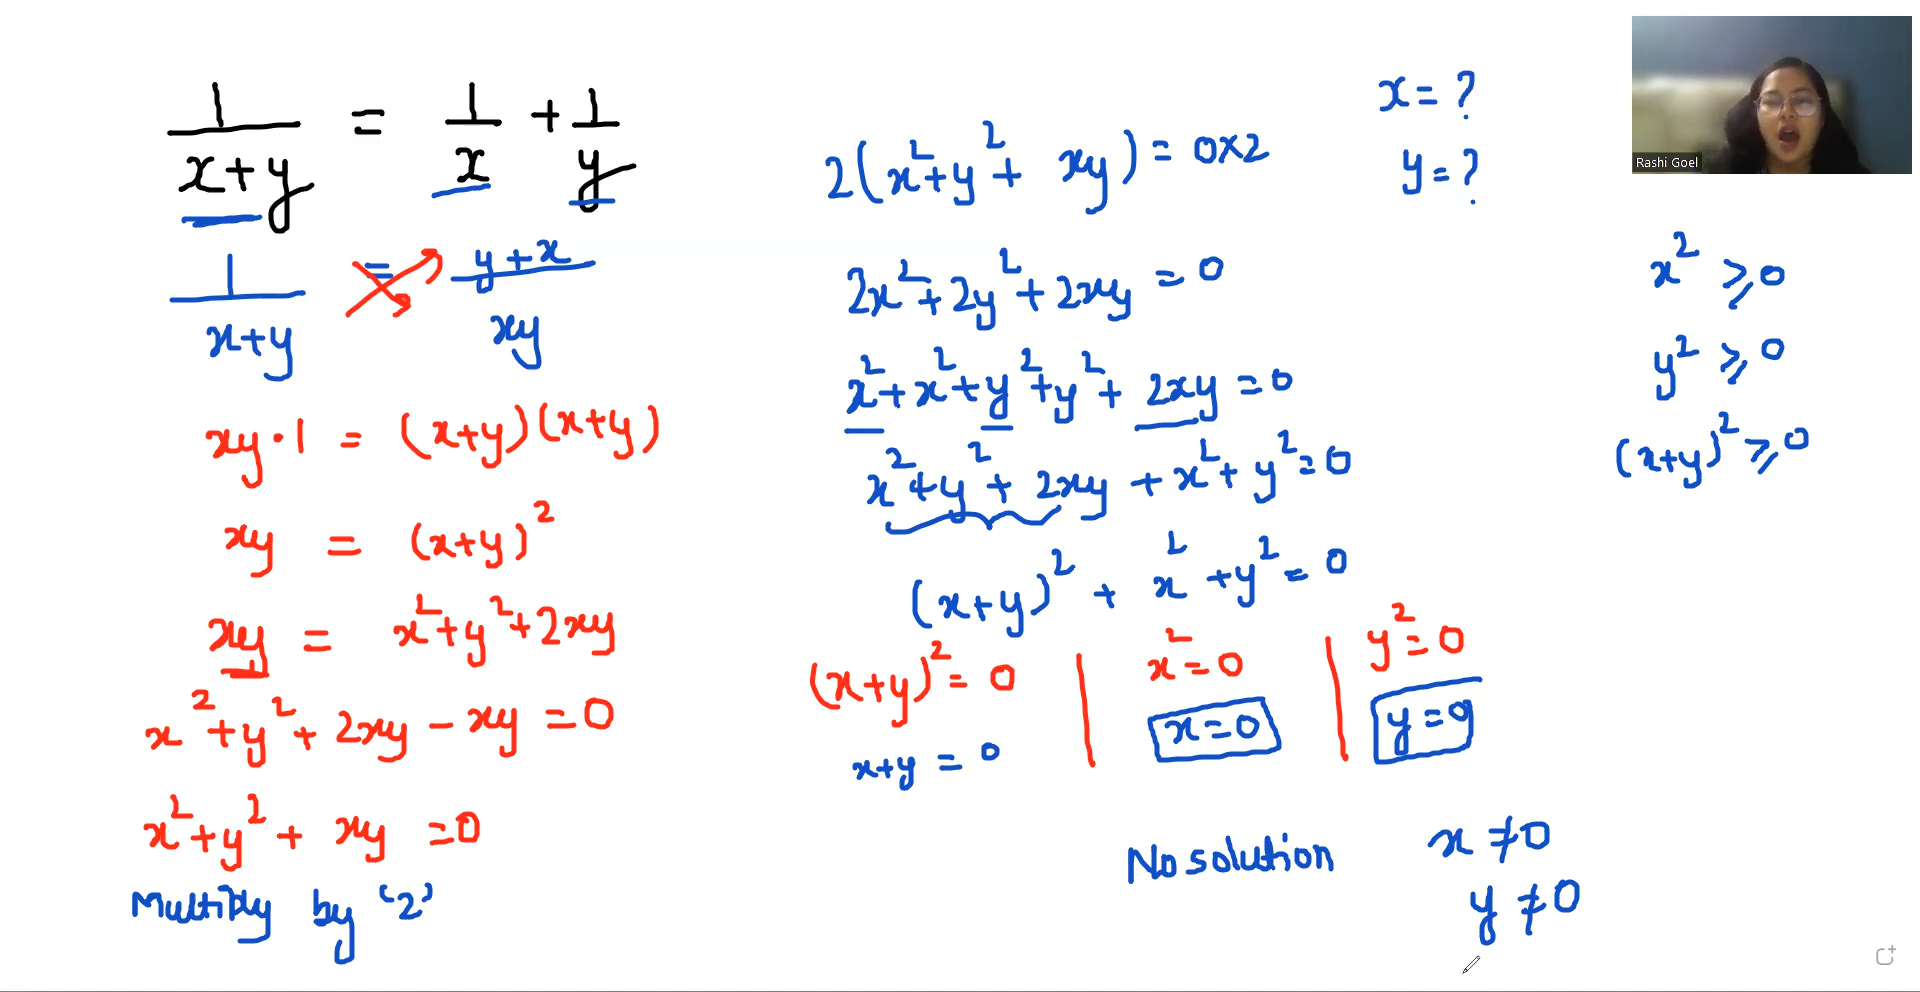 1/(x+y) = 1/x + 1/y
1/(x+y) = (y+x)/xy
xy·1 = (x+y)(x+y)
xy = (x+y)²
xy = x²+y²+2xy
x²+y²+2xy-xy=0
x²+y²+xy=0
Multiply by '2'
2(x²+y²+xy)=0×2
2x²+2y²+2xy=0
x²+x²+y²+y²+2xy=0
x²+y²+2xy+x²+y²=0
(x+y)²+x²+y²=0
(x+y)²=0
x+y=0
x²=0
x=0
y²=0
y=0
No solution
x≠0
y≠0
x=?
y=?
x²≥0
y²≥0
(x+y)²≥0
Rashi Goel